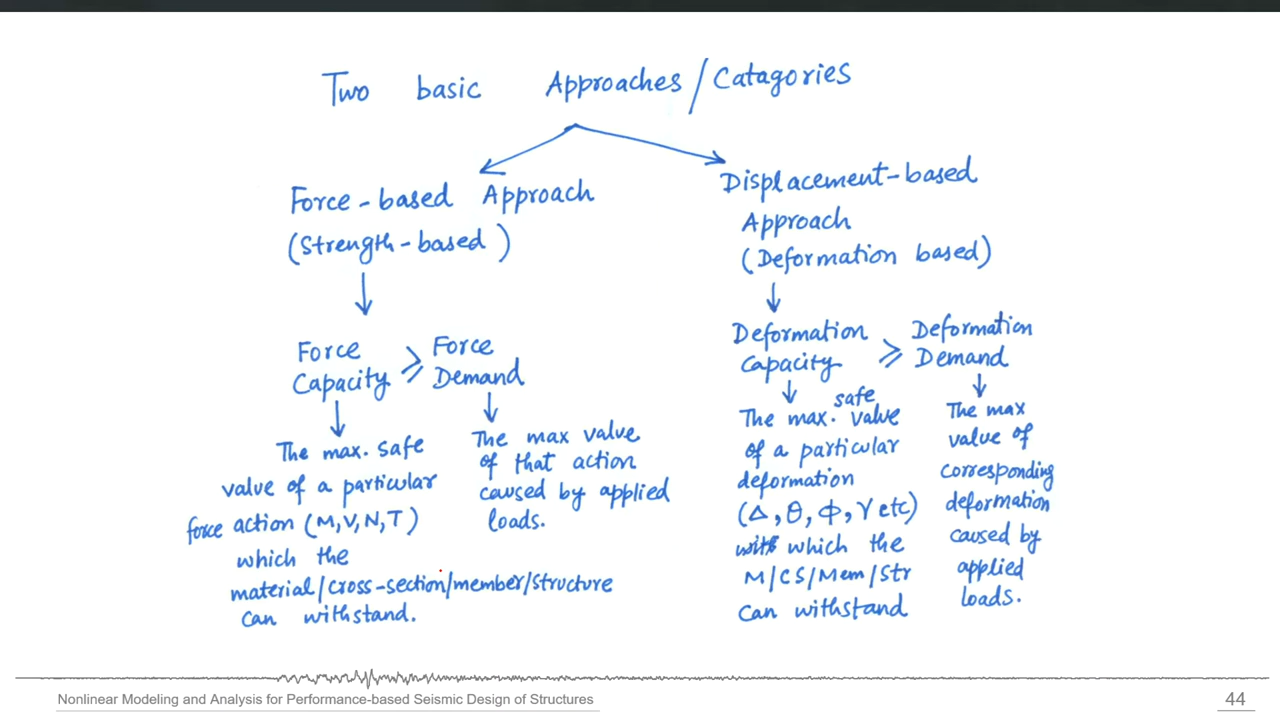 Two basic Approaches/Catagories
Force-based Approach
(Strength-based)
Force
Capacity
≥
Force
Demand
The max. safe
value of a particular
force action (M,V,N,T)
which the
material/cross-section/member/structure
can withstand.
The max value
of that action
caused by applied
loads.
Displacement-based
Approach
(Deformation based)
Deformation
Capacity
≥
Deformation
Demand
The max. safe value
of a particular
deformation
(Δ, θ, Φ, γ etc)
which the
M/CS/Mem/Str
can withstand
The max
value of
corresponding
deformation
caused by
applied
loads.
Nonlinear Modeling and Analysis for Performance-based Seismic Design of Structures
44